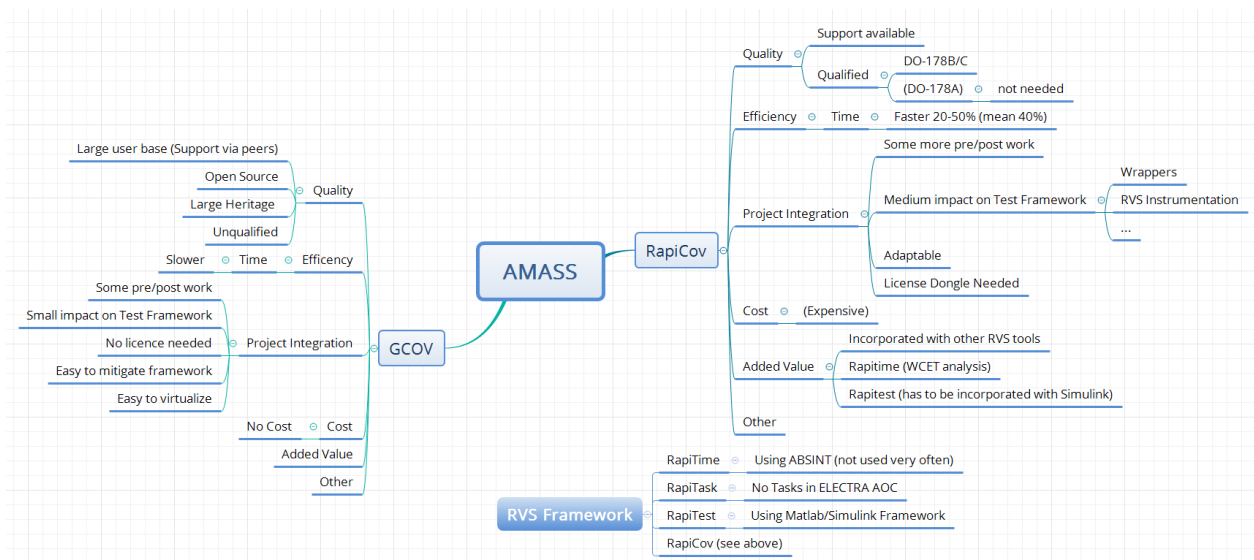 AMASS
RapiCov
Quality
Support available
Qualified
DO-178B/C
(DO-178A)
not needed
Efficiency
Time
Faster 20-50% (mean 40%)
Project Integration
Some more pre/post work
Medium impact on Test Framework
Wrappers
RVS Instrumentation
...
Adaptable
License Dongle Needed
Cost
(Expensive)
Added Value
Incorporated with other RVS tools
Rapitime (WCET analysis)
Rapitest (has to be incorporated with Simulink)
Other
GCOV
Quality
Large user base (Support via peers)
Open Source
Large Heritage
Unqualified
Efficency
Time
Slower
Project Integration
Some pre/post work
Small impact on Test Framework
No licence needed
Easy to mitigate framework
Easy to virtualize
Cost
No Cost
Added Value
Other
RVS Framework
RapiTime
Using ABSINT (not used very often)
RapiTask
No Tasks in ELECTRA AOC
RapiTest
Using Matlab/Simulink Framework
RapiCov (see above)